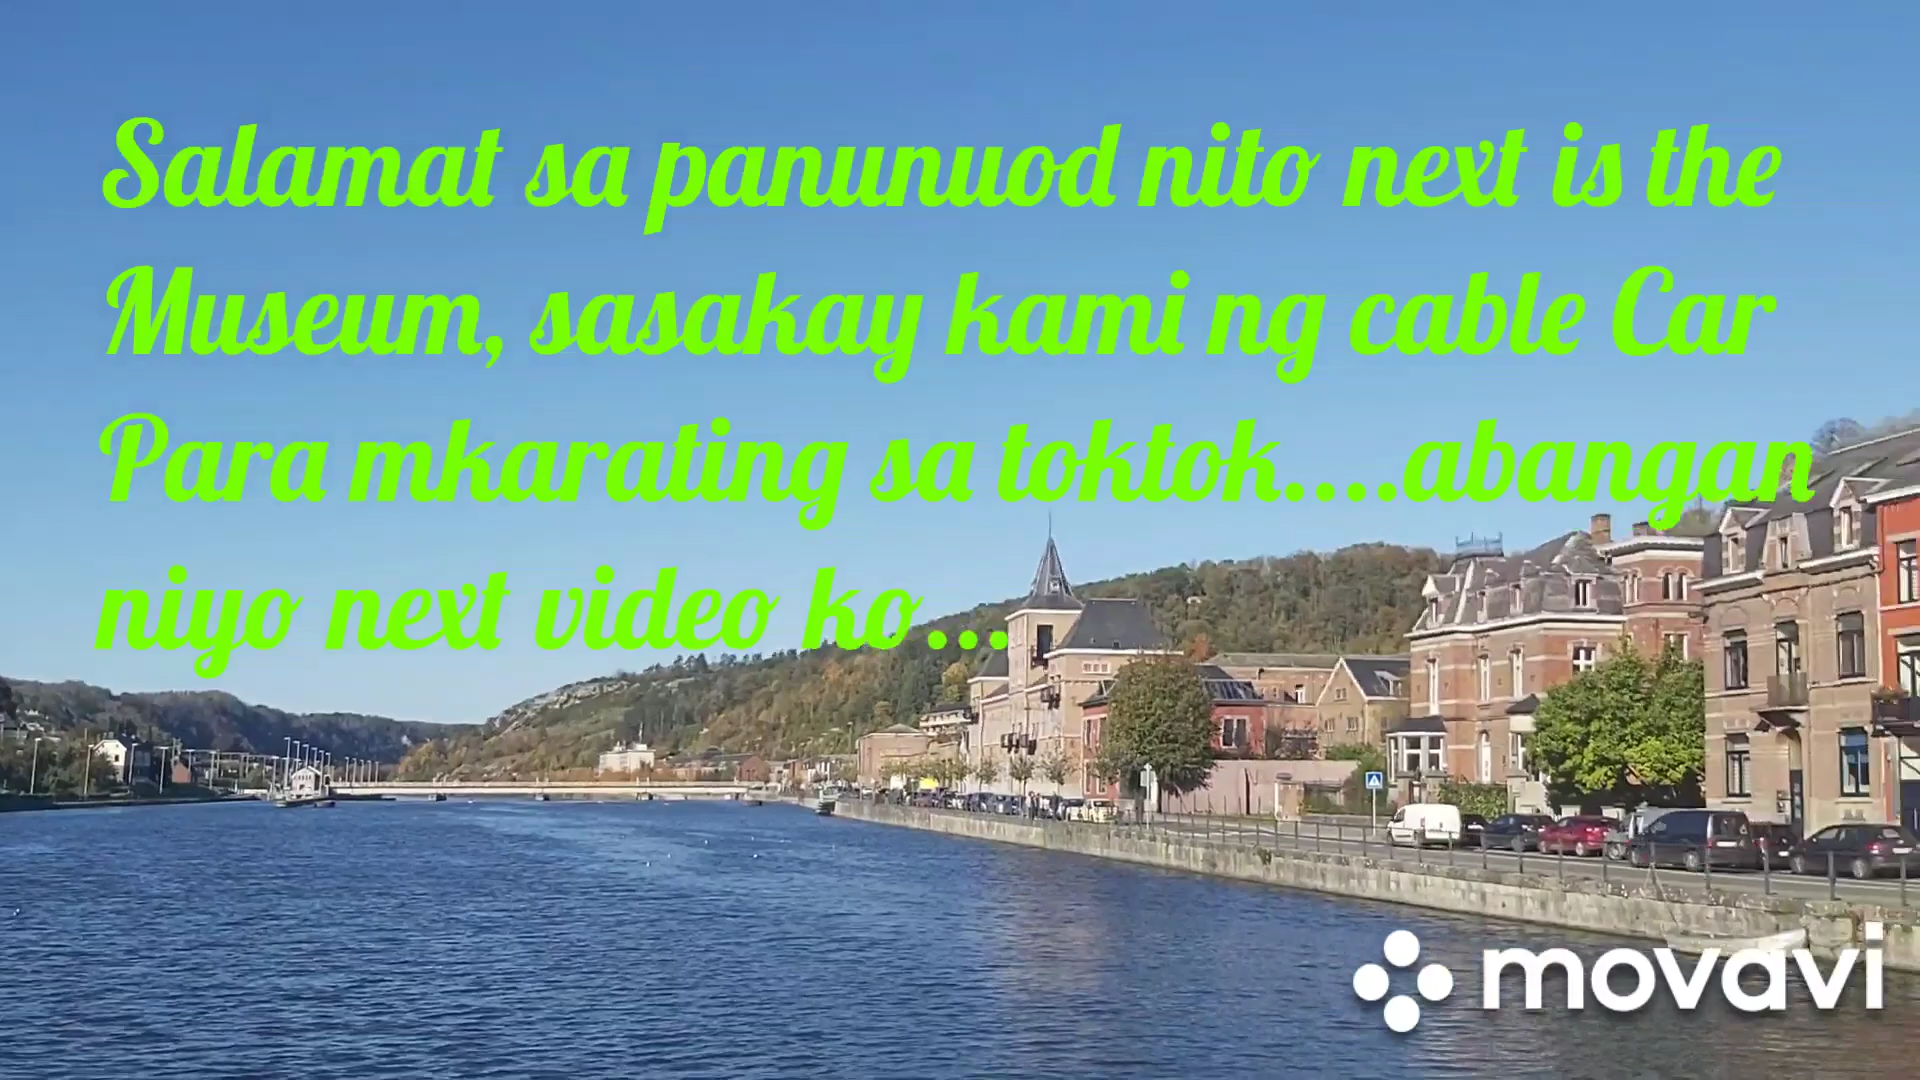 Salamat sa panunuod nito next is the
Museum, sasakay kami ng cable Car
Para mkarating sa toktok....abangan
niyo next video ko...
movavi